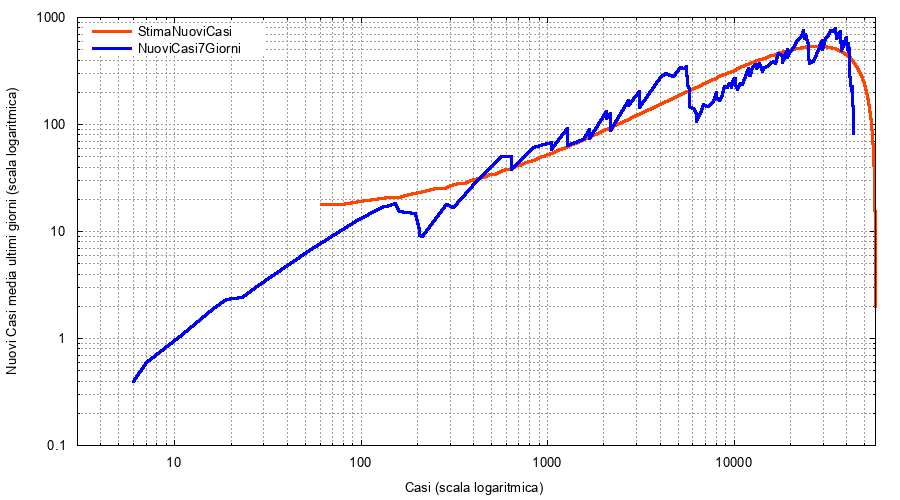 1000
StimaNuoviCasi
NuoviCasi7Giorni
100
10
1
0.1
Nuovi Casi media ultimi giorni (scala logaritmica)
10
100
1000
10000
Casi (scala logaritmica)